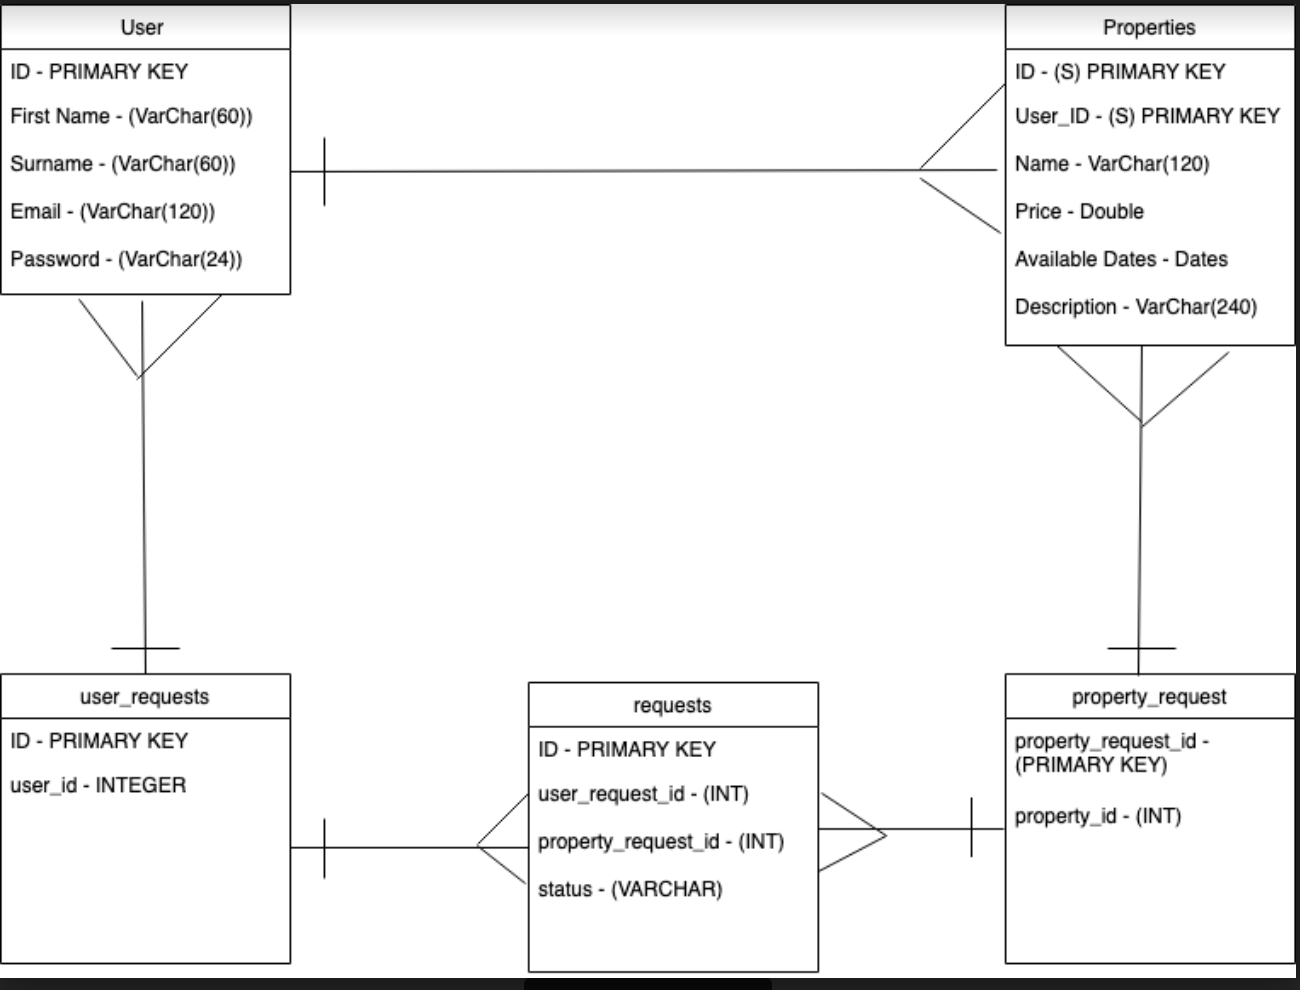 User
ID - PRIMARY KEY
First Name - (VarChar(60))
Surname - (VarChar(60))
Email - (VarChar(120))
Password - (VarChar(24))
Properties
ID - (S) PRIMARY KEY
User_ID - (S) PRIMARY KEY
Name - VarChar(120)
Price - Double
Available Dates - Dates
Description - VarChar(240)
user_requests
ID - PRIMARY KEY
user_id - INTEGER
requests
ID - PRIMARY KEY
user_request_id - (INT)
property_request_id - (INT)
status - (VARCHAR)
property_request
property_request_id -
(PRIMARY KEY)
property_id - (INT)